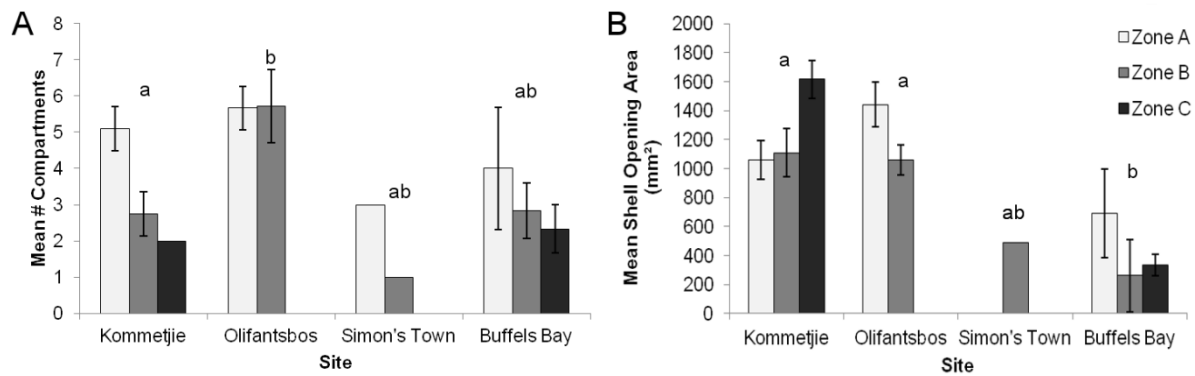 A
Mean # Compartments
8
7
6
5
4
3
2
1
0
a
b
ab
ab
Kommetjie
Olifantsbos
Simon's Town
Buffels Bay
Site
B
Mean Shell Opening Area
(mm²)
2000
1800
1600
1400
1200
1000
800
600
400
200
0
a
a
ab
b
Zone A
Zone B
Zone C
Kommetjie
Olifantsbos
Simon's Town
Buffels Bay
Site